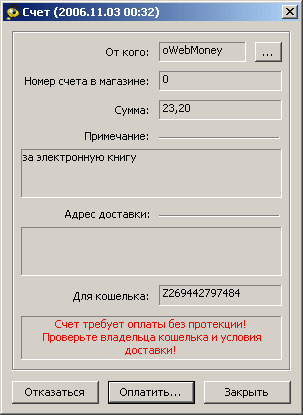 Счет (2006.11.03 00:32)
От кого: oWebMoney ...
Номер счета в магазине: 0
Сумма: 23,20
Примечание:
за электронную книгу
Адрес доставки:
Для кошелька: Z269442797484
Счет требует оплаты без протекции!
Проверьте владельца кошелька и условия
доставки!
Отказаться Оплатить... Закрыть